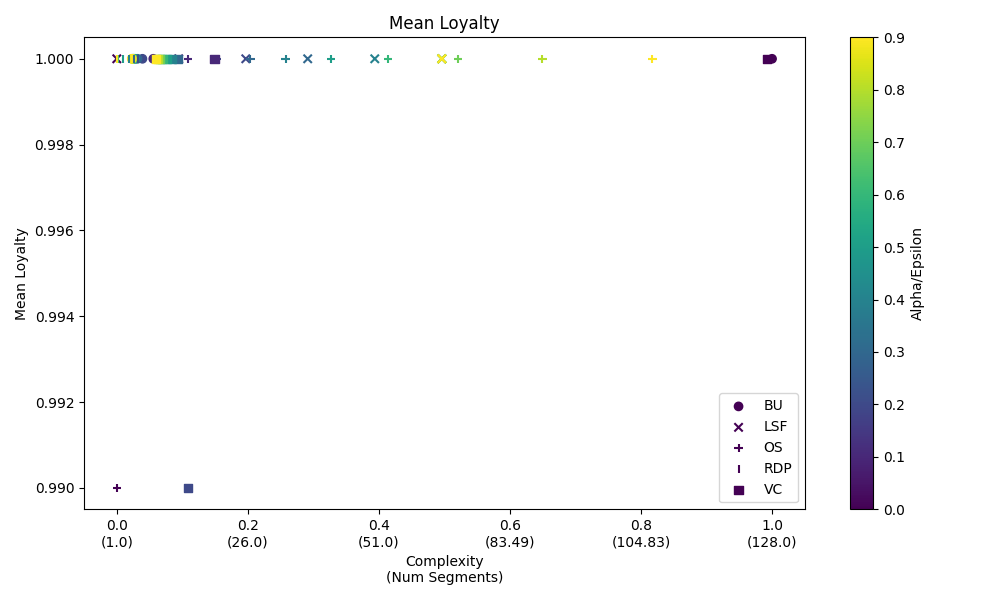 Mean Loyalty
Mean Loyalty
1.000
0.998
0.996
0.994
0.992
0.990
0.0
(1.0)
0.2
(26.0)
0.4
(51.0)
0.6
(83.49)
0.8
(104.83)
1.0
(128.0)
Complexity
(Num Segments)
BU
LSF
OS
RDP
VC
0.9
0.8
0.7
0.6
0.5
0.4
0.3
0.2
0.1
0.0
Alpha/Epsilon